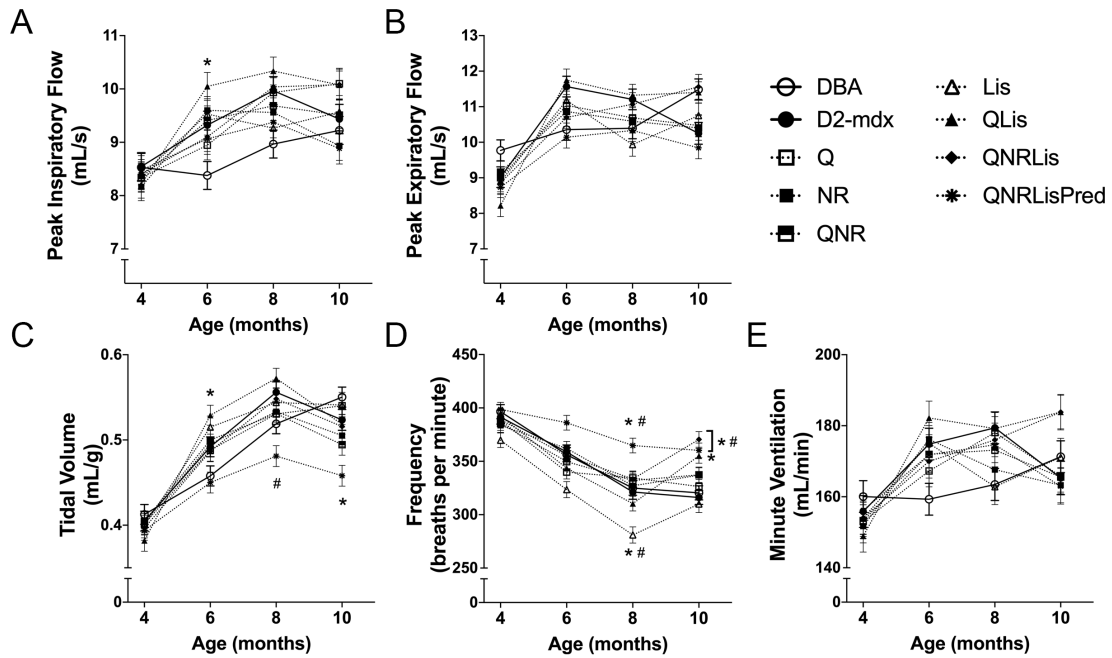 A
Peak Inspiratory Flow
(mL/s)
11
10
9
8
7
*
4
6
8
10
Age (months)
B
Peak Expiratory Flow
(mL/s)
13
12
11
10
9
8
7
4
6
8
10
Age (months)
DBA
D2-mdx
Q
NR
QNR
Lis
QLis
QNRLis
QNRLisPred
C
Tidal Volume
(mL/g)
0.6
0.5
0.4
0
*
#
*
4
6
8
10
Age (months)
D
Frequency
(breaths per minute)
450
400
350
300
250
0
* #
* #
*
* #
4
6
8
10
Age (months)
E
Minute Ventilation
(mL/min)
200
180
160
140
0
4
6
8
10
Age (months)